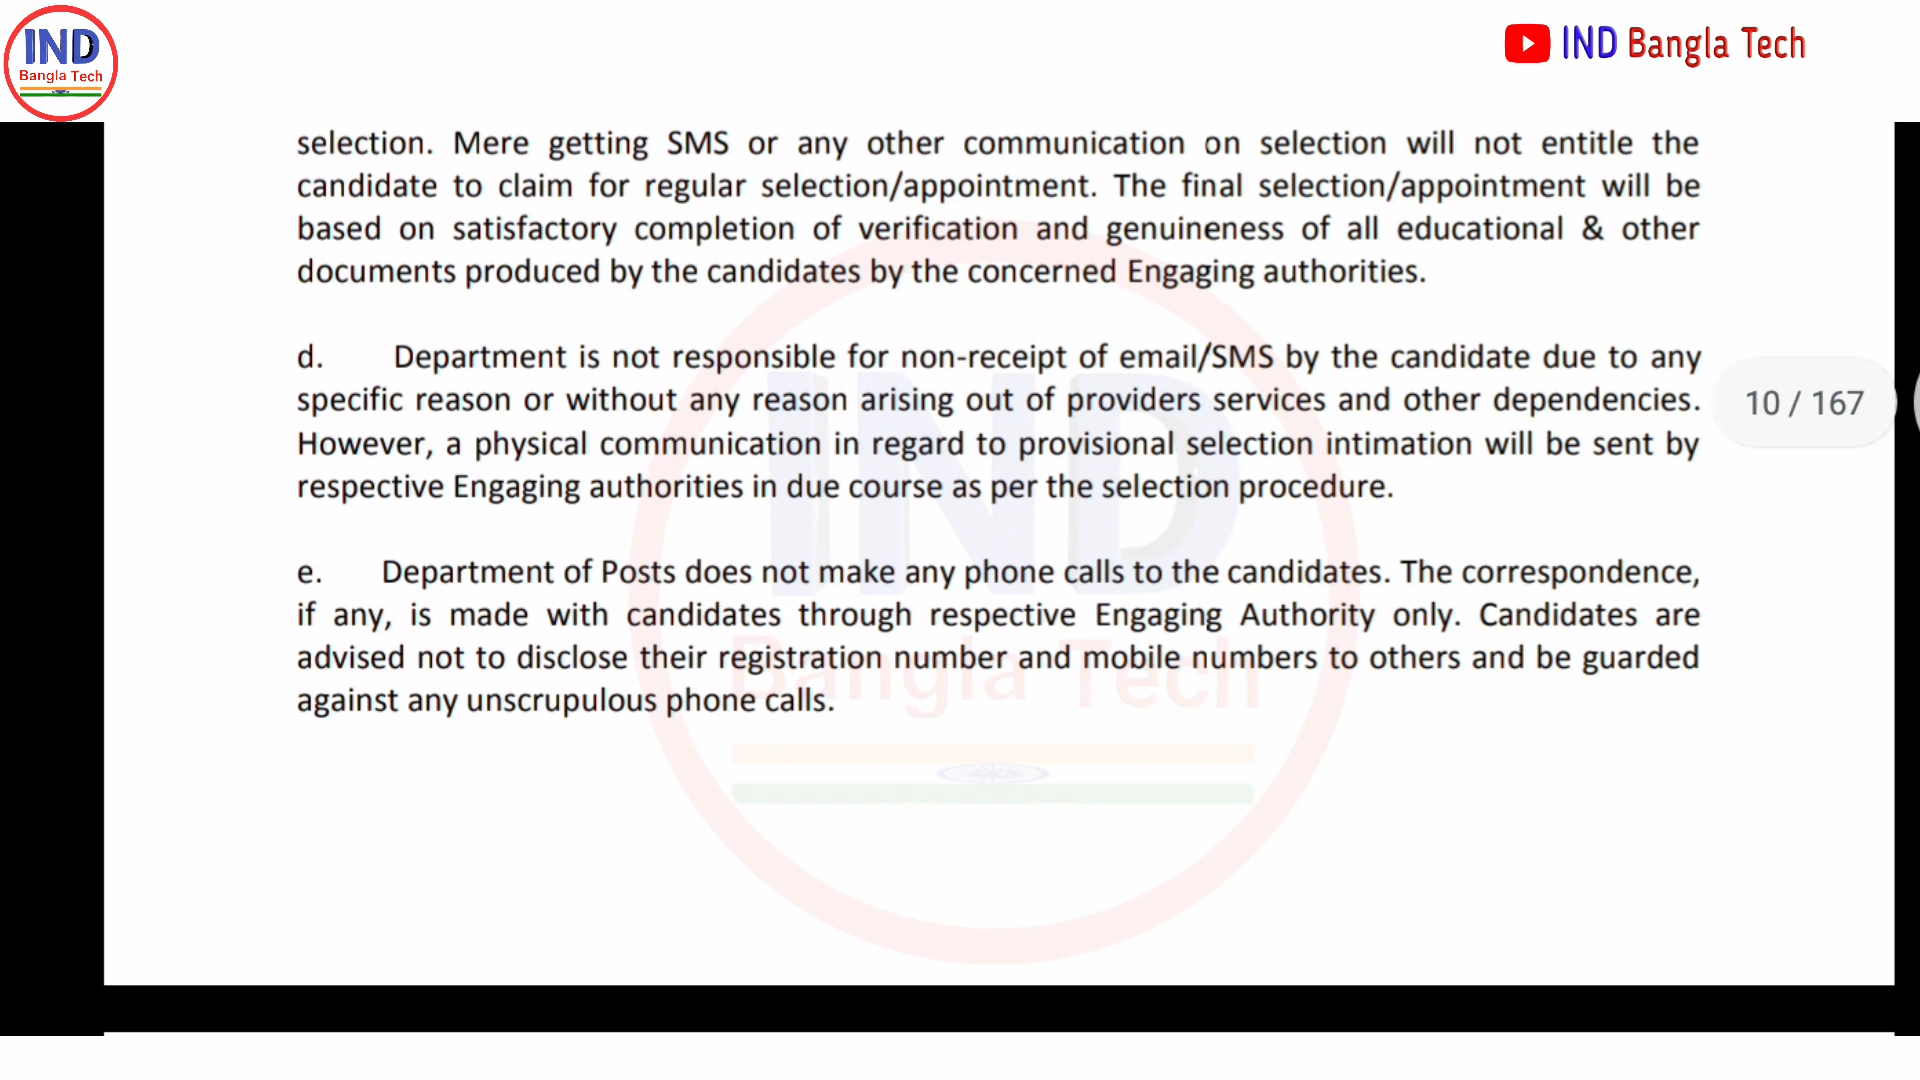 IND
Bangla Tech
IND Bangla Tech
selection. Mere getting SMS or any other communication on selection will not entitle the
candidate to claim for regular selection/appointment. The final selection/appointment will be
based on satisfactory completion of verification and genuineness of all educational & other
documents produced by the candidates by the concerned Engaging authorities.
d. Department is not responsible for non-receipt of email/SMS by the candidate due to any
specific reason or without any reason arising out of providers services and other dependencies.
However, a physical communication in regard to provisional selection intimation will be sent by
respective Engaging authorities in due course as per the selection procedure.
10 / 167
e. Department of Posts does not make any phone calls to the candidates. The correspondence,
if any, is made with candidates through respective Engaging Authority only. Candidates are
advised not to disclose their registration number and mobile numbers to others and be guarded
against any unscrupulous phone calls.
IND
Bangla Tech